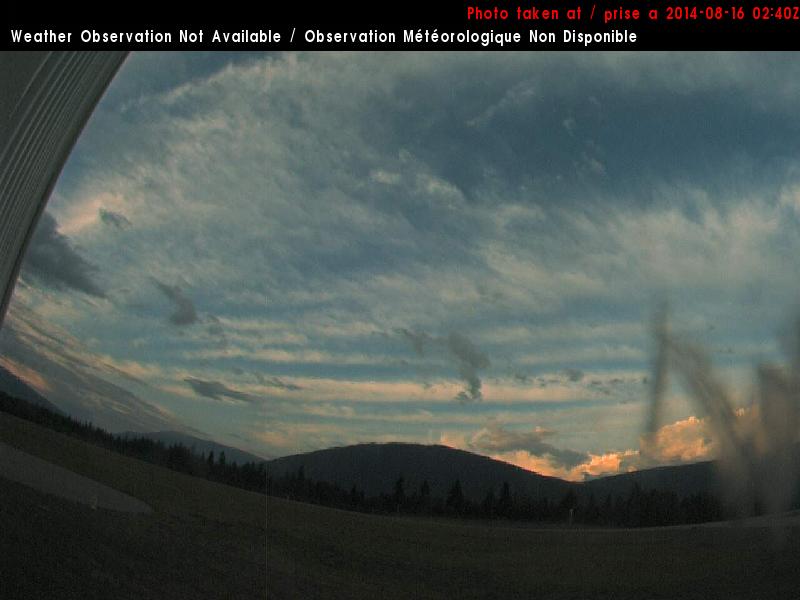 Photo taken at / prise a 2014-08-16 02:40Z
Weather Observation Not Available / Observation Météorologique Non Disponible